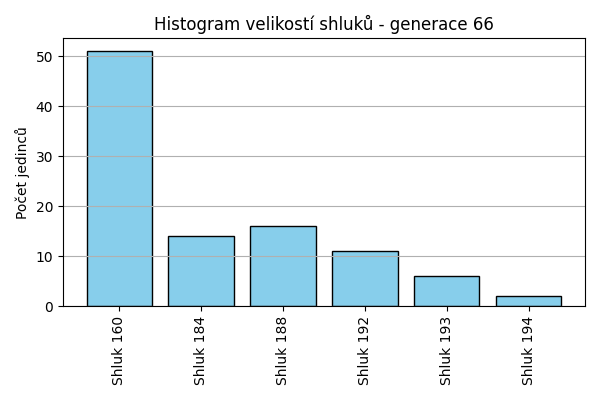 Histogram velikostí shluků - generace 66
Počet jedinců
50
40
30
20
10
0
Shluk 160
Shluk 184
Shluk 188
Shluk 192
Shluk 193
Shluk 194